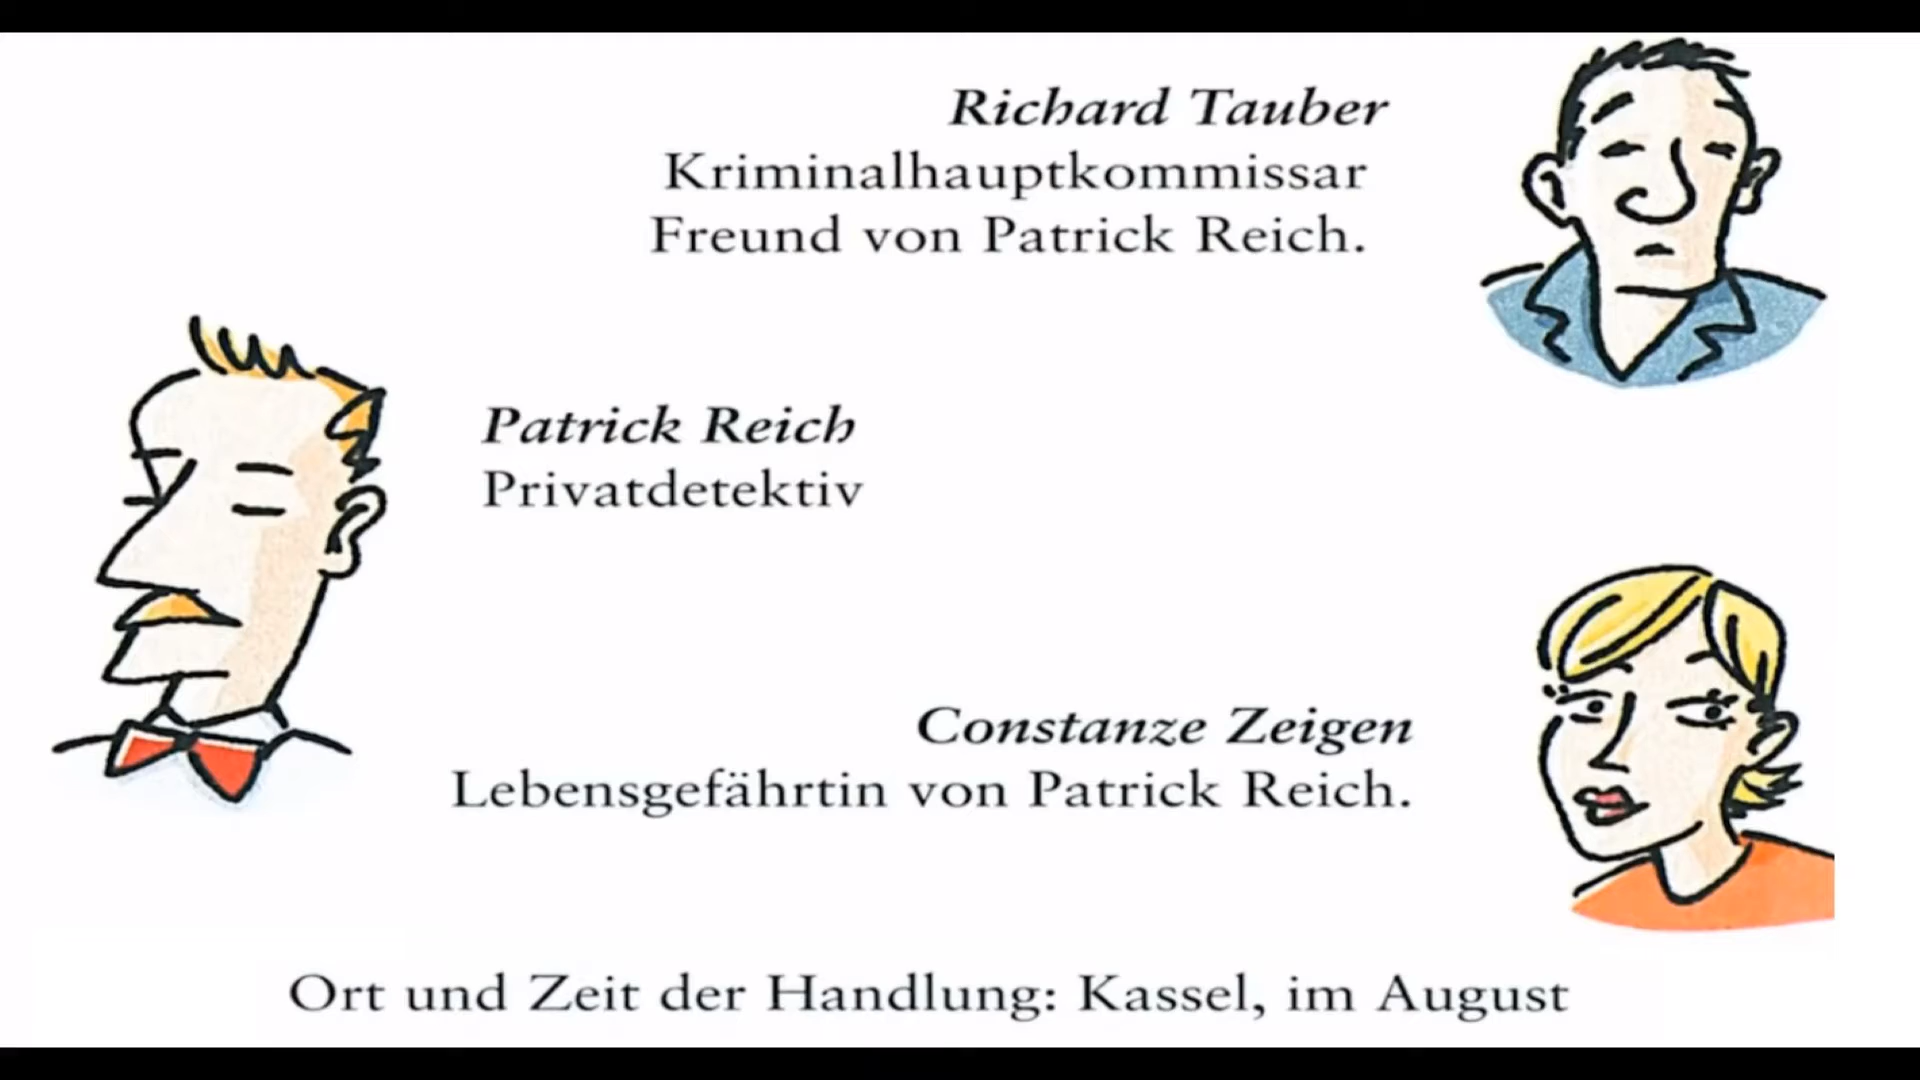 Richard Tauber
Kriminalhauptkommissar
Freund von Patrick Reich.
Patrick Reich
Privatdetektiv
Constanze Zeigen
Lebensgefährtin von Patrick Reich.
Ort und Zeit der Handlung: Kassel, im August